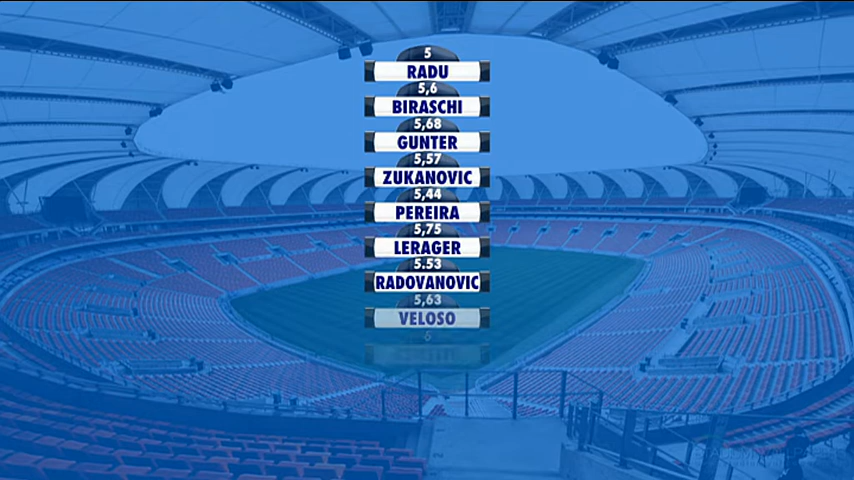 5
RADU
5,6
BIRASCHI
5,68
GUNTER
5,57
ZUKANOVIC
5,44
PEREIRA
5,75
LERAGER
5.53
RADOVANOVIC
5,63
VELOSO
6